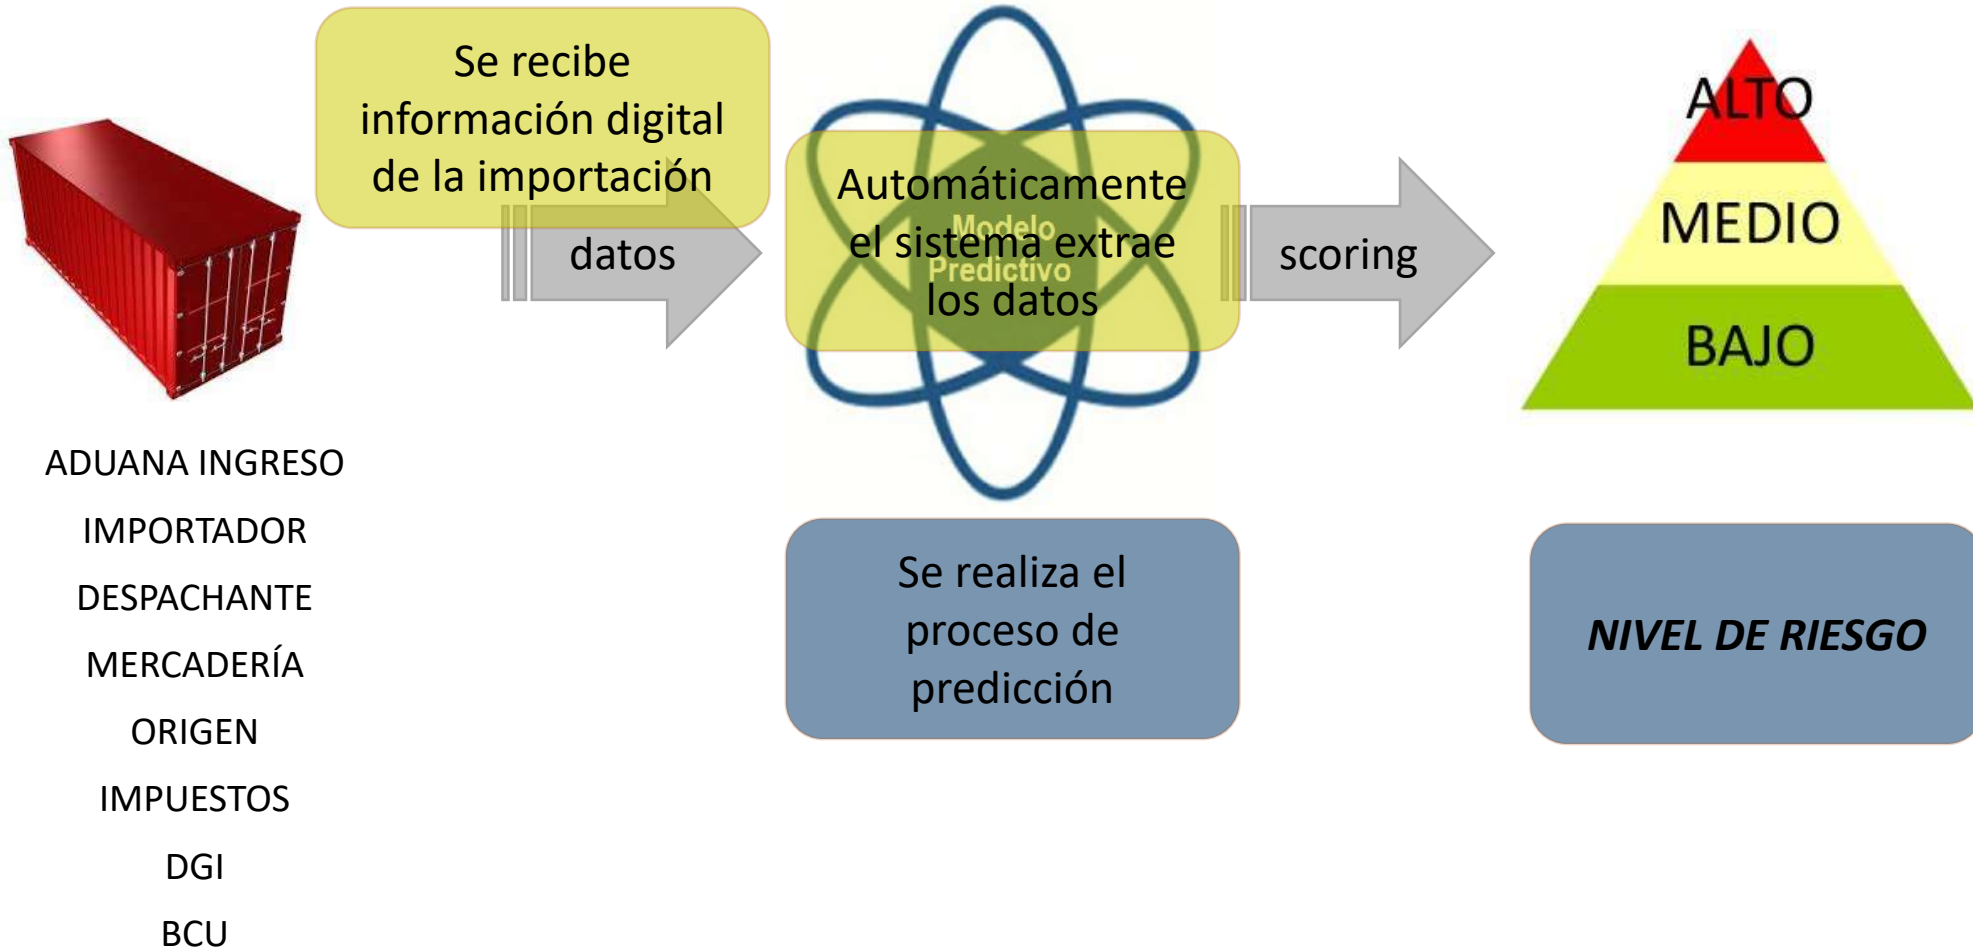 Se recibe
información digital
de la importación
datos
Automáticamente
el sistema extrae
los datos
Modelo
Predictivo
scoring
ALTO
MEDIO
BAJO
ADUANA INGRESO
IMPORTADOR
DESPACHANTE
MERCADERÍA
ORIGEN
IMPUESTOS
DGI
BCU
Se realiza el
proceso de
predicción
NIVEL DE RIESGO